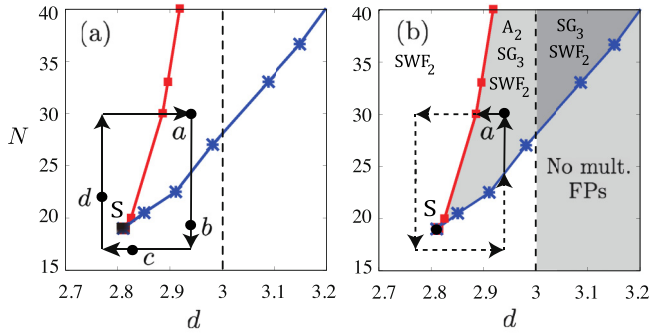 40
(a)
35
30
a
N
25
d
20
S
b
c
15
2.7
2.8
2.9
3
3.1
3.2
d
40
(b)
A₂
SG₃
SWF₂
SG₃
SWF₂
SWF₂
35
30
a
25
No mult.
FPs
20
S
15
2.7
2.8
2.9
3
3.1
3.2
d